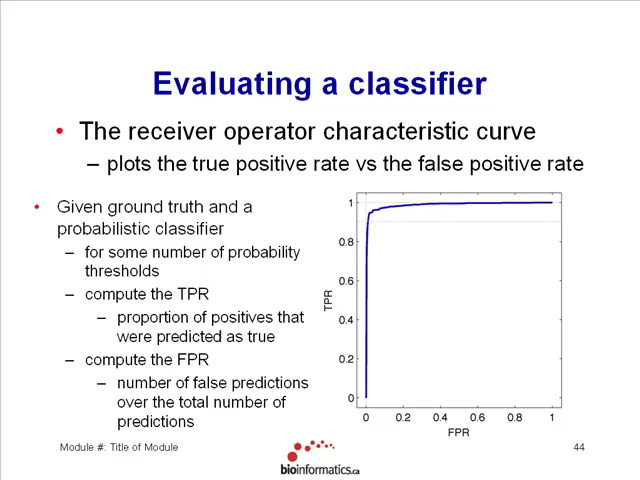 Evaluating a classifier
• The receiver operator characteristic curve
– plots the true positive rate vs the false positive rate
• Given ground truth and a
probabilistic classifier
– for some number of probability
thresholds
– compute the TPR
– proportion of positives that
were predicted as true
– compute the FPR
– number of false predictions
over the total number of
predictions
1
0.8
0.6
0.4
0.2
0
TPR
0 0.2 0.4 0.6 0.8 1
FPR
Module #: Title of Module
bioinformatics.ca
44